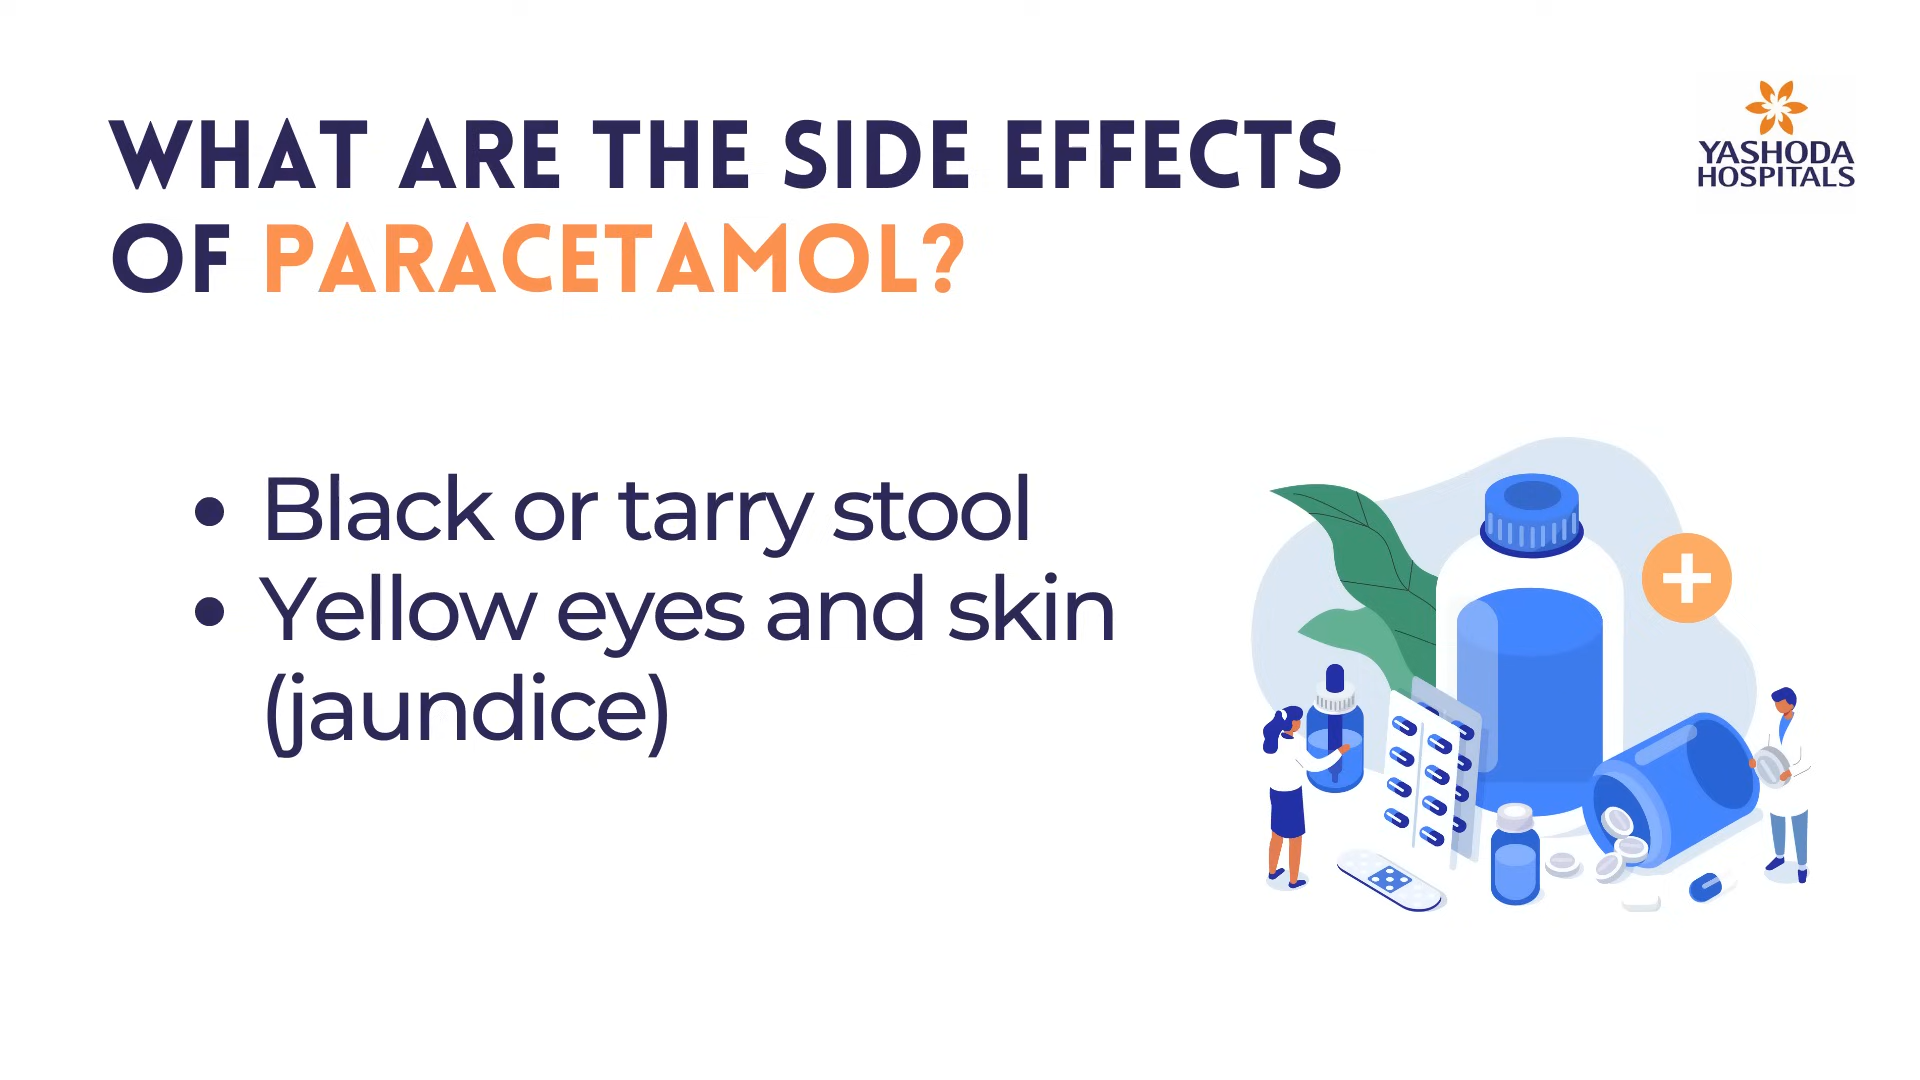 WHAT ARE THE SIDE EFFECTS
OF PARACETAMOL?
YASHODA
HOSPITALS
• Black or tarry stool
• Yellow eyes and skin
(jaundice)